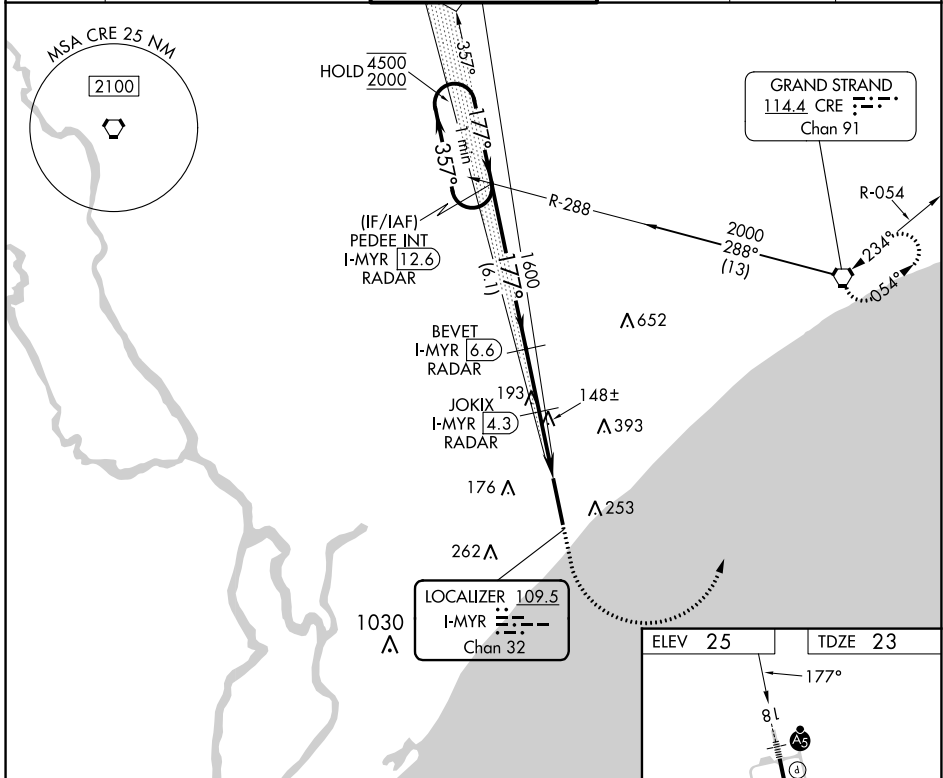 MSA CRE 25 NM
2100
HOLD 4500
2000
357°
177°
1 min
357°
GRAND STRAND
114.4 CRE
Chan 91
R-054
R-288
2000
288°
(13)
234°
054°
(IF/IAF)
PEDEE INT
I-MYR 12.6
RADAR
1600
177°
(6.1)
652
BEVET
I-MYR 6.6
RADAR
193
148±
JOKIX
I-MYR 4.3
RADAR
393
176
253
262
LOCALIZER 109.5
I-MYR
Chan 32
1030
ELEV 25
TDZE 23
177°
18
A5
P